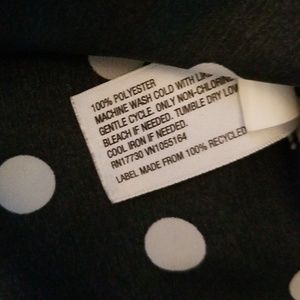 100% POLYESTER
MACHINE WASH COLD WITH LIKE
GENTLE CYCLE. ONLY NON-CHLORINE
BLEACH IF NEEDED. TUMBLE DRY LOW
COOL IRON IF NEEDED.
RN17730 VN1055164
LABEL MADE FROM 100% RECYCLED